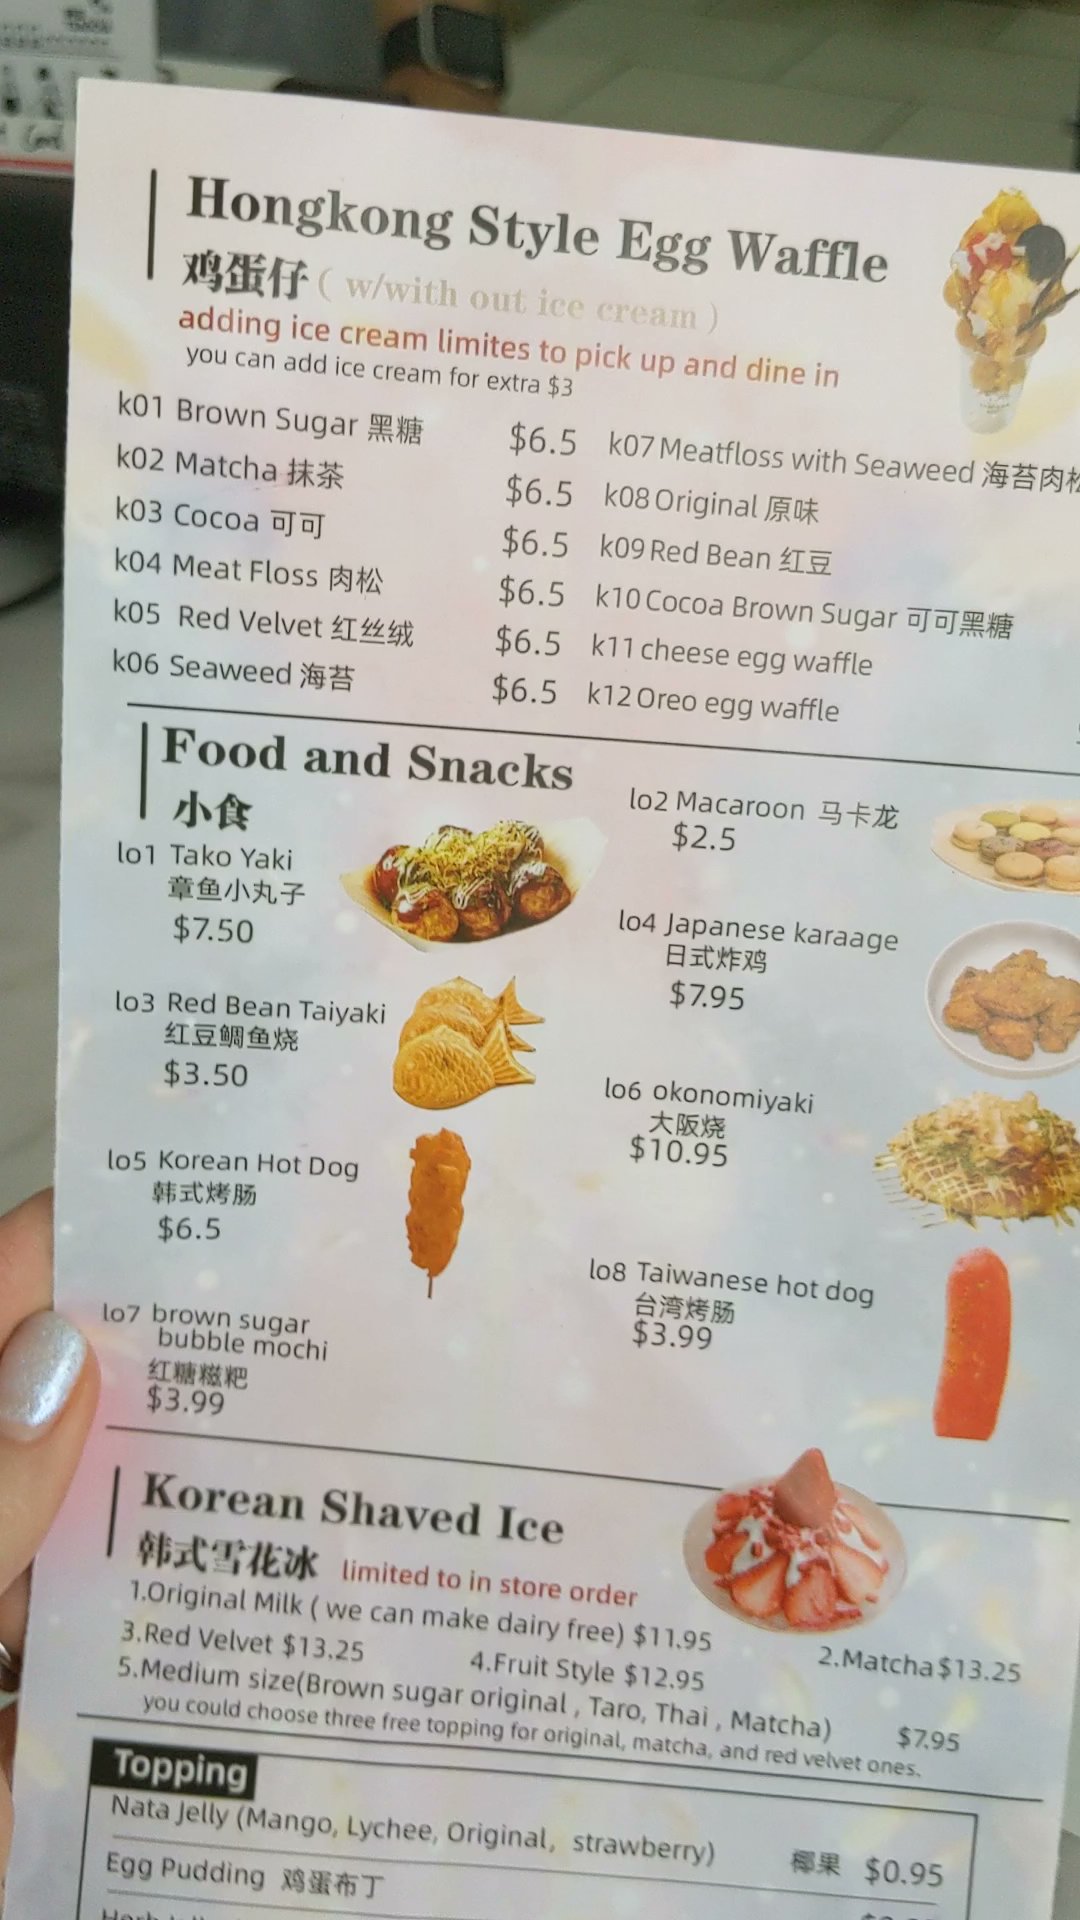 Hongkong Style Egg Waffle
鸡蛋仔 ( w/with out ice cream )
adding ice cream limites to pick up and dine in
you can add ice cream for extra $3
k01 Brown Sugar 黑糖 $6.5
k02 Matcha 抹茶 $6.5
k03 Cocoa 可可 $6.5
k04 Meat Floss 肉松 $6.5
k05 Red Velvet 红丝绒 $6.5
k06 Seaweed 海苔 $6.5
k07 Meatfloss with Seaweed 海苔肉松
k08 Original 原味
k09 Red Bean 红豆
k10 Cocoa Brown Sugar 可可黑糖
k11 cheese egg waffle
k12 Oreo egg waffle
Food and Snacks
小食
lo1 Tako Yaki
章鱼小丸子
$7.50
lo2 Macaroon 马卡龙
$2.5
lo3 Red Bean Taiyaki
红豆鲷鱼烧
$3.50
lo4 Japanese karaage
日式炸鸡
$7.95
lo5 Korean Hot Dog
韩式烤肠
$6.5
lo6 okonomiyaki
大阪烧
$10.95
lo7 brown sugar
bubble mochi
红糖糍粑
$3.99
lo8 Taiwanese hot dog
台湾烤肠
$3.99
Korean Shaved Ice
韩式雪花冰 limited to in store order
1.Original Milk ( we can make dairy free) $11.95
2.Matcha $13.25
3.Red Velvet $13.25
4.Fruit Style $12.95
5.Medium size(Brown sugar original , Taro, Thai , Matcha) $7.95
you could choose three free topping for original, matcha, and red velvet ones.
Topping
Nata Jelly (Mango, Lychee, Original, strawberry) 椰果 $0.95
Egg Pudding 鸡蛋布丁